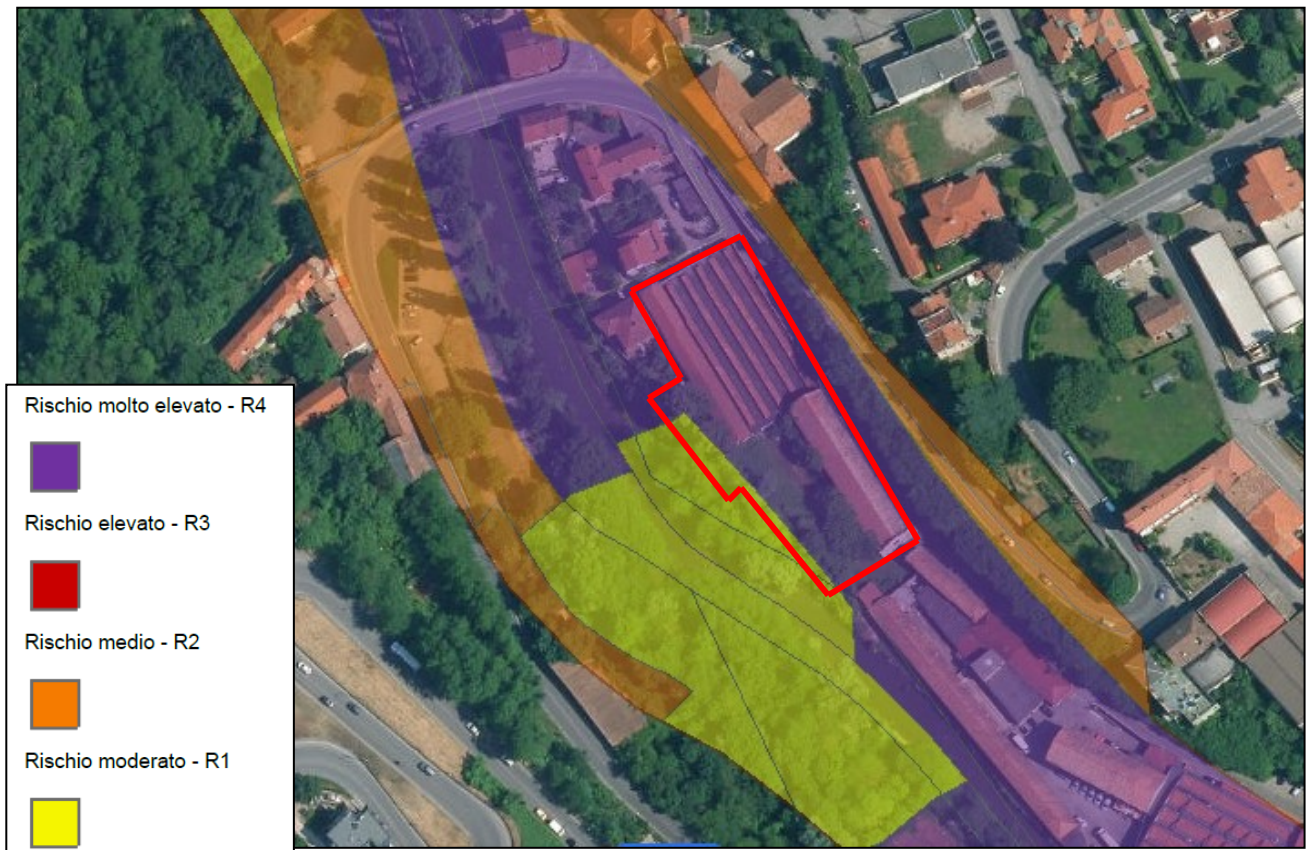 Rischio molto elevato - R4
Rischio elevato - R3
Rischio medio - R2
Rischio moderato - R1